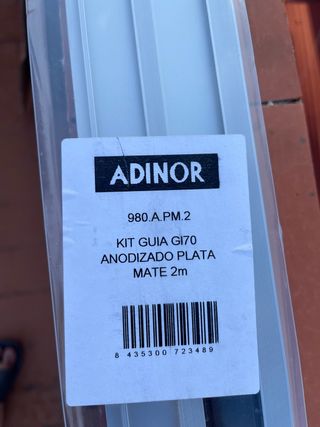 ADINOR
980.A.PM.2
KIT GUIA GI70
ANODIZADO PLATA
MATE 2m
8 435300 723489